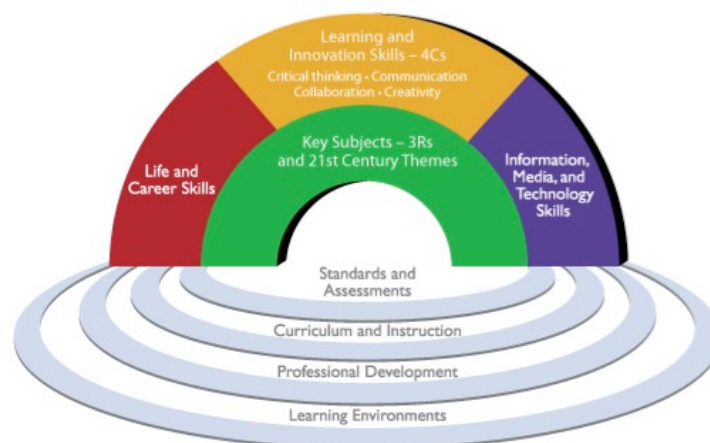 Learning and
Innovation Skills – 4Cs
Critical thinking • Communication
Collaboration • Creativity
Key Subjects – 3Rs
and 21st Century Themes
Life and
Career Skills
Information,
Media, and
Technology
Skills
Standards and
Assessments
Curriculum and Instruction
Professional Development
Learning Environments